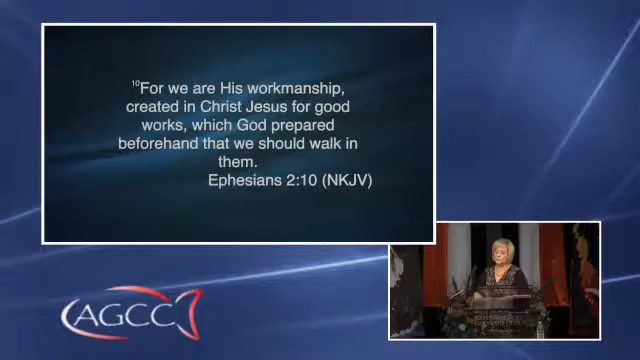 10For we are His workmanship,
created in Christ Jesus for good
works, which God prepared
beforehand that we should walk in
them.
Ephesians 2:10 (NKJV)
AGCC